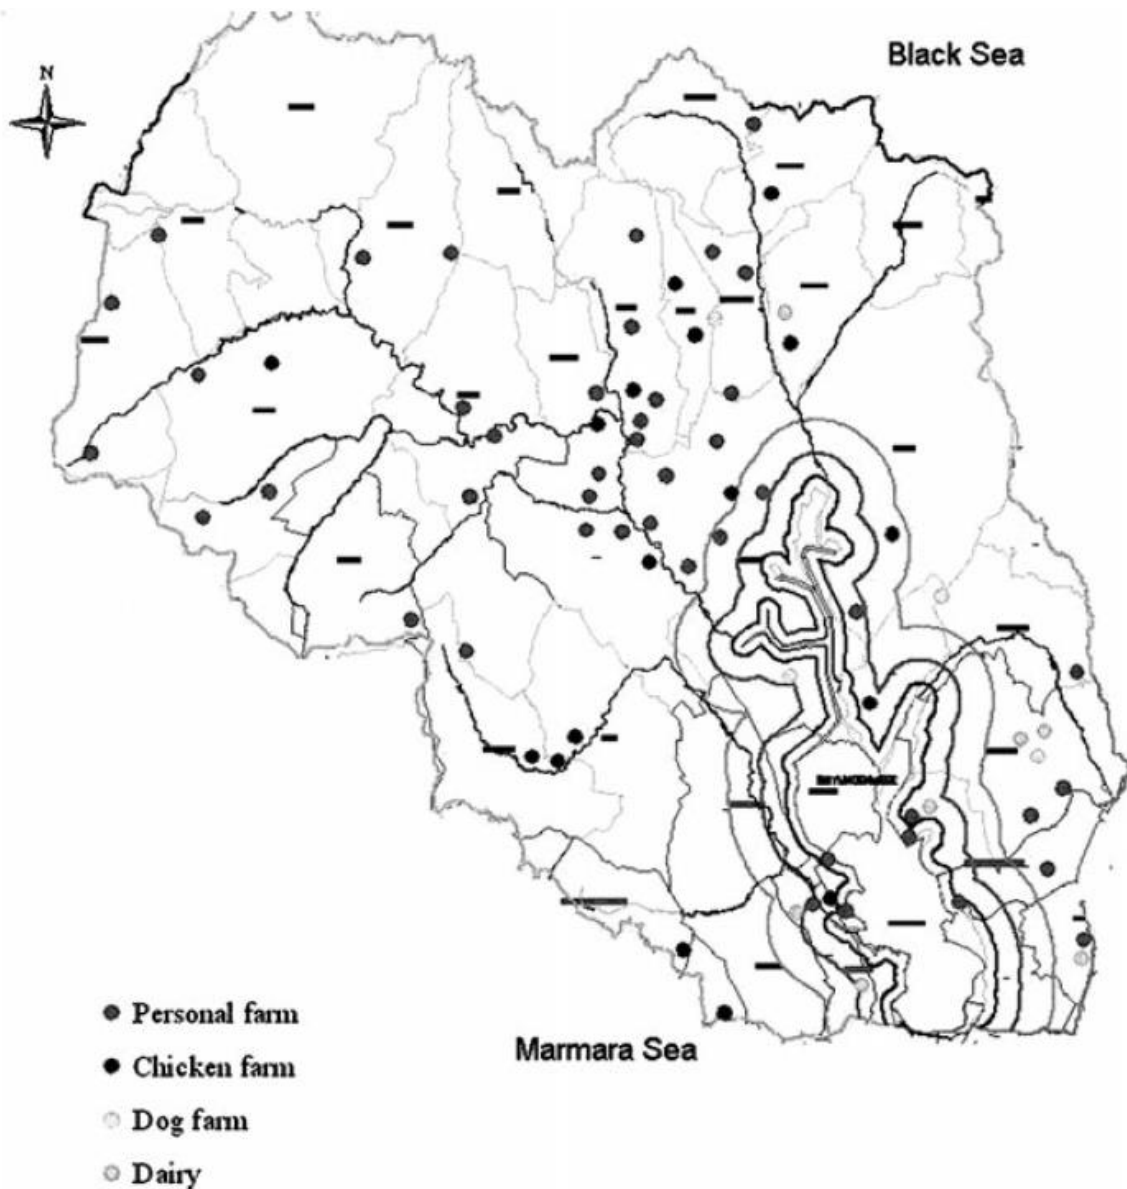 Black Sea
N
Marmara Sea
Personal farm
Chicken farm
Dog farm
Dairy